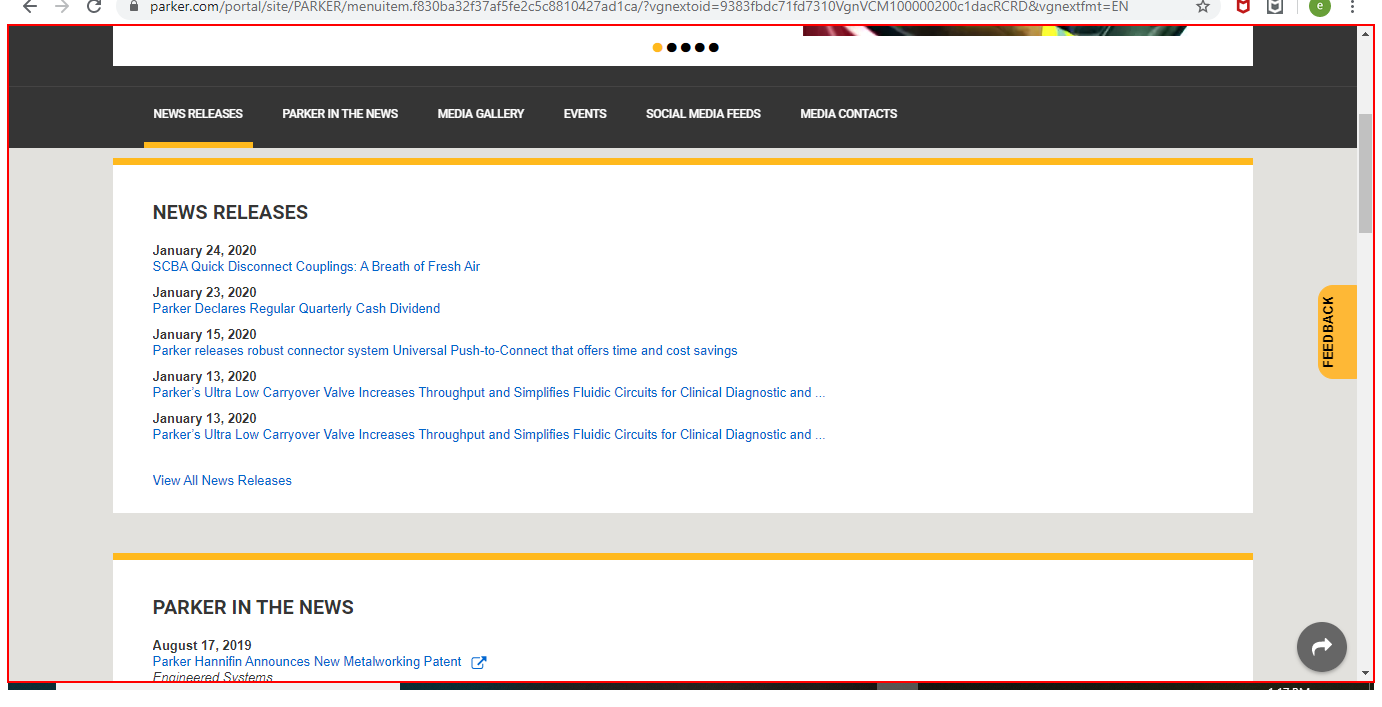 parker.com/portal/site/PARKER/menuitem.f830ba32f37af5fe2c5c8810427ad1ca/?vgnextoid=9383fbdc71fd7310VgnVCM100000200c1dacRCRD&vgnextfmt=EN
e
NEWS RELEASES PARKER IN THE NEWS MEDIA GALLERY EVENTS SOCIAL MEDIA FEEDS MEDIA CONTACTS
NEWS RELEASES
January 24, 2020
SCBA Quick Disconnect Couplings: A Breath of Fresh Air
January 23, 2020
Parker Declares Regular Quarterly Cash Dividend
January 15, 2020
Parker releases robust connector system Universal Push-to-Connect that offers time and cost savings
January 13, 2020
Parker’s Ultra Low Carryover Valve Increases Throughput and Simplifies Fluidic Circuits for Clinical Diagnostic and ...
January 13, 2020
Parker’s Ultra Low Carryover Valve Increases Throughput and Simplifies Fluidic Circuits for Clinical Diagnostic and ...
View All News Releases
FEEDBACK
PARKER IN THE NEWS
August 17, 2019
Parker Hannifin Announces New Metalworking Patent
Engineered Systems